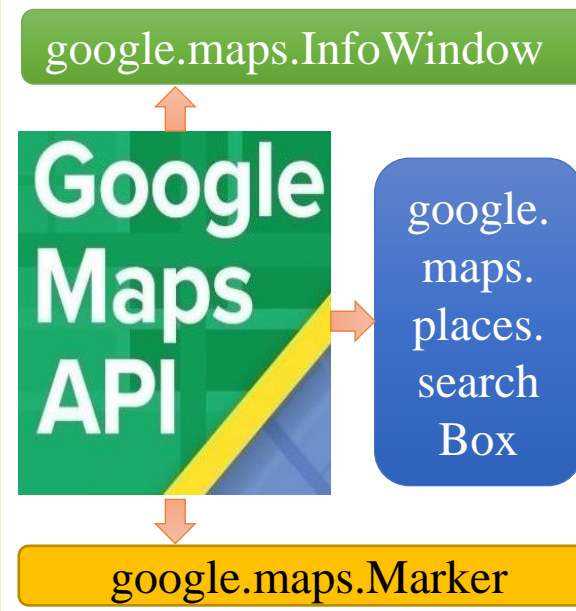 google.maps.InfoWindow
Google
Maps
API
google.
maps.
places.
search
Box
google.maps.Marker